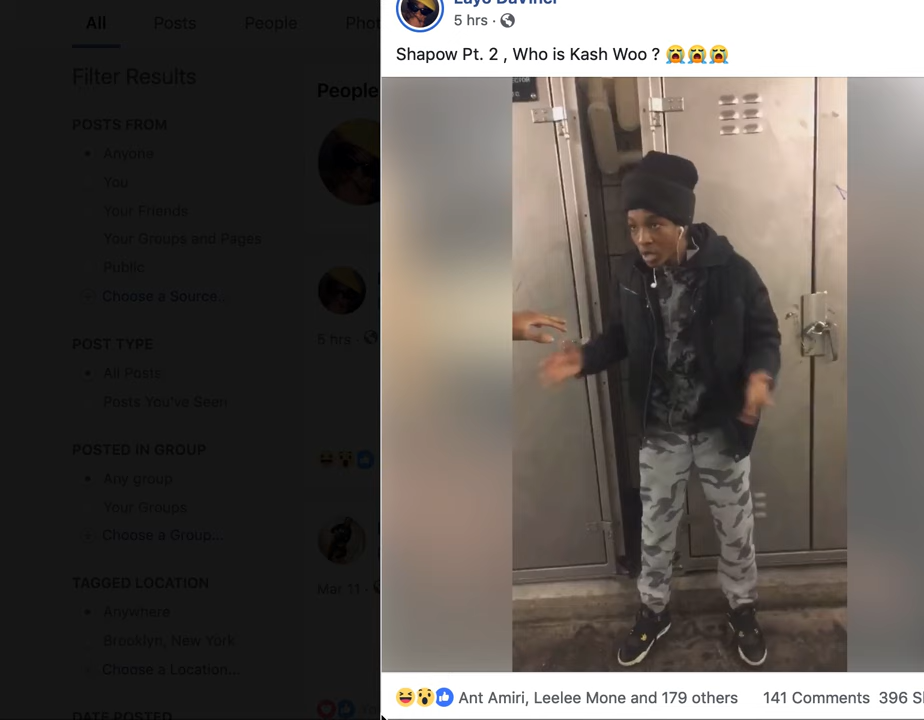 All
Posts
People
Filter Results
POSTS FROM
Anyone
You
Your Friends
Your Groups and Pages
Public
Choose a Source...
POST TYPE
All Posts
Posts You've Seen
POSTED IN GROUP
Any group
Your Groups
Choose a Group...
TAGGED LOCATION
Anywhere
Brooklyn, New York
Choose a Location...
DATE POSTED
People
5 hrs ·
Mar 11 ·
5 hrs ·
Shapow Pt. 2 , Who is Kash Woo ? 😭😭😭
Ant Amiri, Leelee Mone and 179 others
141 Comments 396